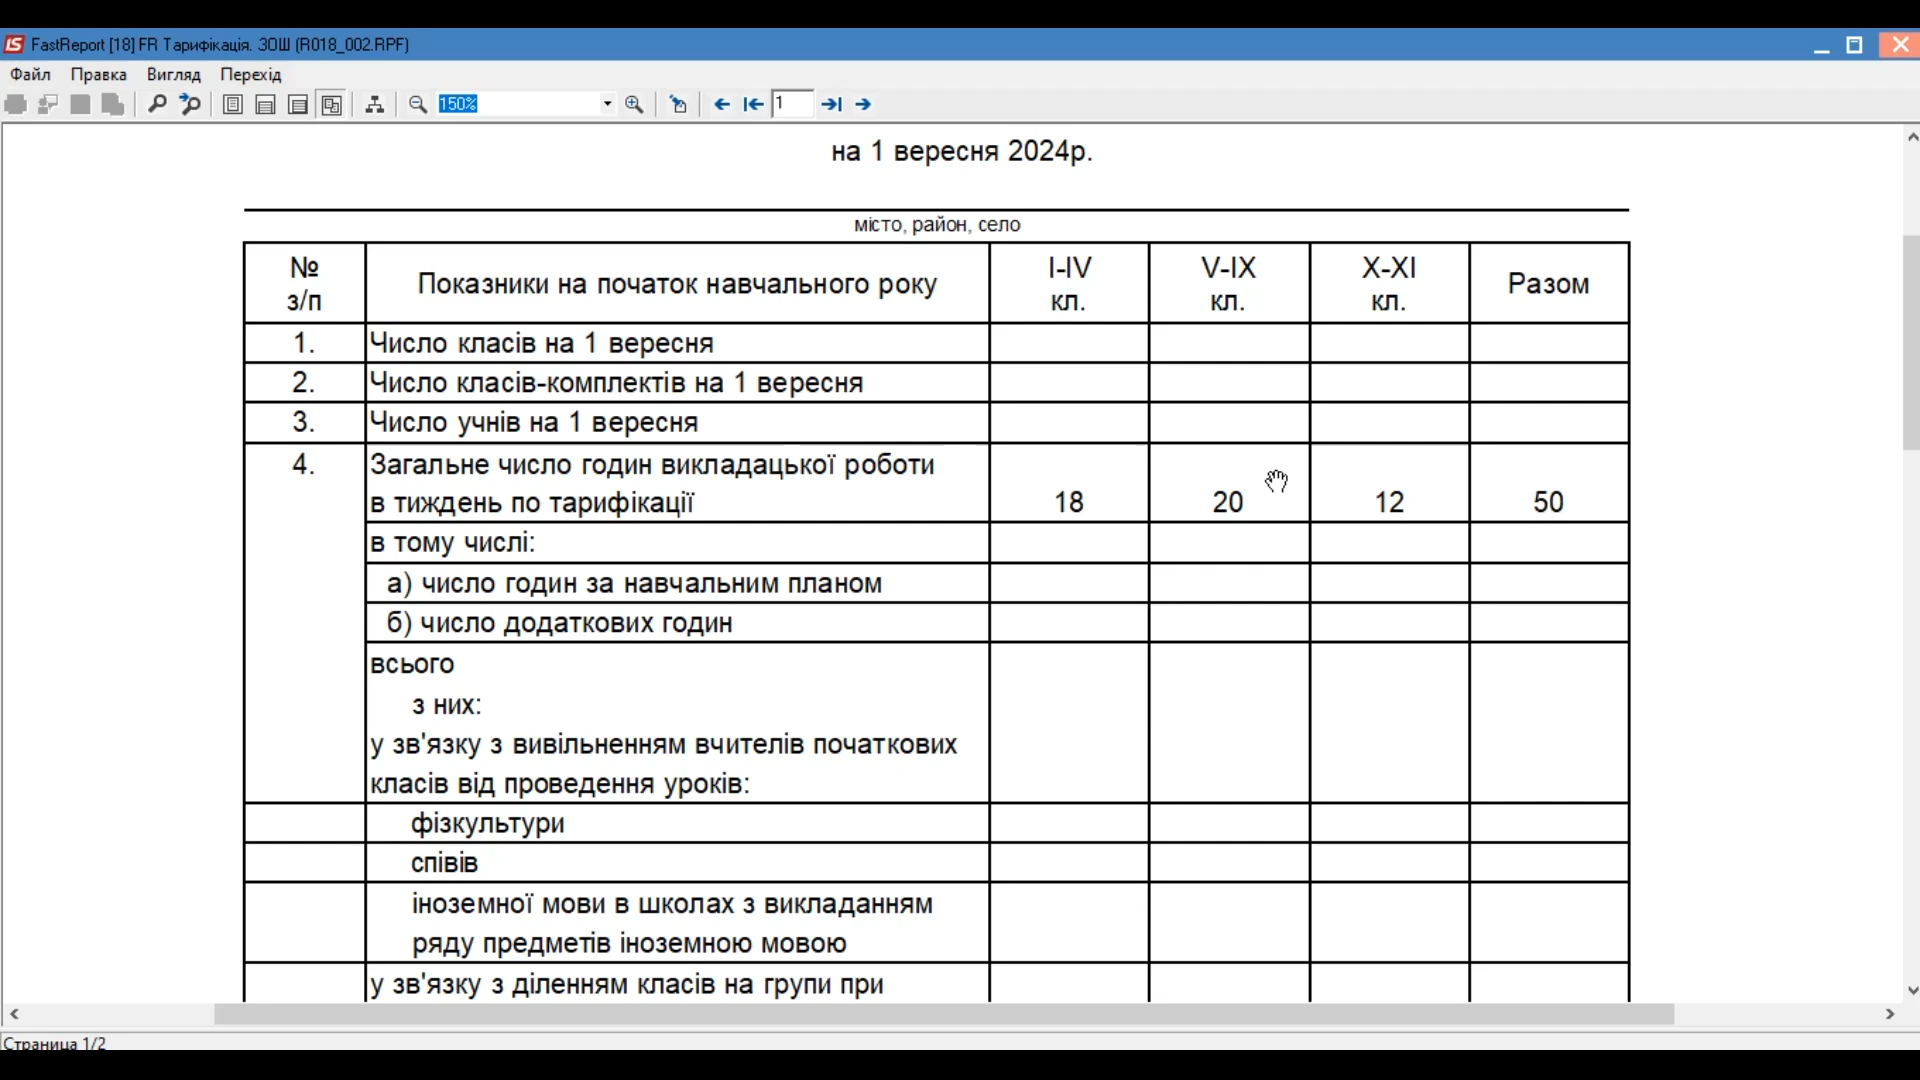 FastReport [18] FR Тарифікація. ЗОШ (R018_002.RPF)
Файл Правка Вигляд Перехід
150% 1
на 1 вересня 2024р.
місто, район, село
№ з/п Показники на початок навчального року I-IV кл. V-IX кл. X-XI кл. Разом
1. Число класів на 1 вересня
2. Число класів-комплектів на 1 вересня
3. Число учнів на 1 вересня
4. Загальне число годин викладацької роботи
в тиждень по тарифікації 18 20 12 50
в тому числі:
а) число годин за навчальним планом
б) число додаткових годин
всього
з них:
у зв'язку з вивільненням вчителів початкових
класів від проведення уроків:
фізкультури
співів
іноземної мови в школах з викладанням
ряду предметів іноземною мовою
у зв'язку з діленням класів на групи при
Страница 1/2